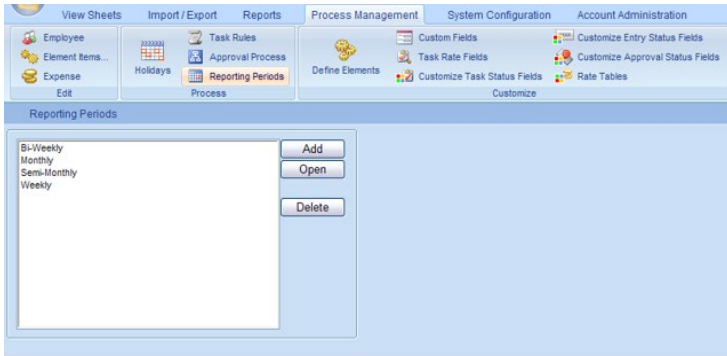 View Sheets Import / Export Reports Process Management System Configuration Account Administration
Employee Task Rules Custom Fields Customize Entry Status Fields
Element Items... Approval Process Task Rate Fields Customize Approval Status Fields
Holidays Define Elements
Expense Reporting Periods Customize Task Status Fields Rate Tables
Edit Process Customize
Reporting Periods
Bi-Weekly Add
Monthly
Semi-Monthly Open
Weekly
Delete